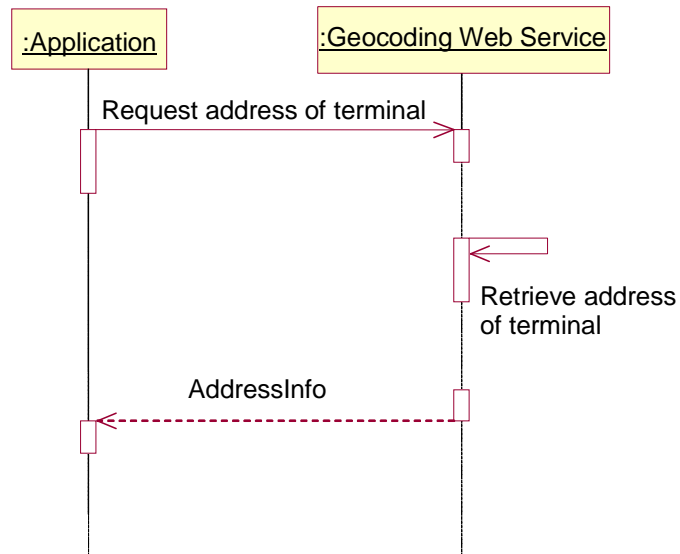 :Application
:Geocoding Web Service
Request address of terminal
Retrieve address
of terminal
AddressInfo